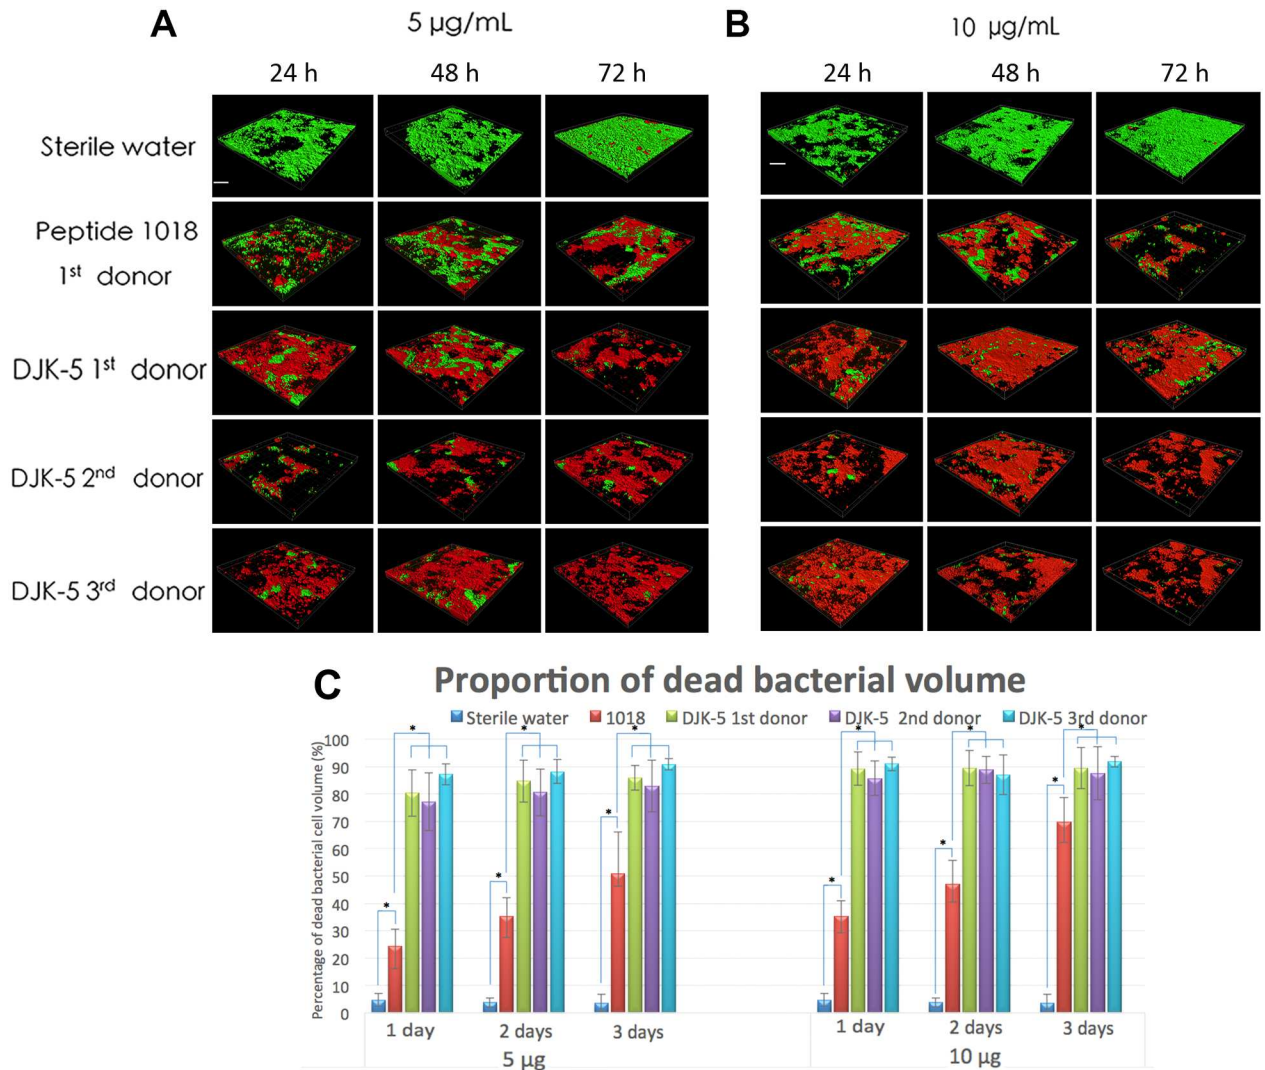 A
5 µg/mL
B
10 µg/mL
24 h
48 h
72 h
24 h
48 h
72 h
Sterile water
Peptide 1018
1st donor
DJK-5 1st donor
DJK-5 2nd donor
DJK-5 3rd donor
C
Proportion of dead bacterial volume
Sterile water
1018
DJK-5 1st donor
DJK-5 2nd donor
DJK-5 3rd donor
Percentage of dead bacterial cell volume (%)
100
90
80
70
60
50
40
30
20
10
0
*
*
*
*
*
*
*
*
*
*
*
*
1 day
2 days
3 days
1 day
2 days
3 days
5 µg
10 µg